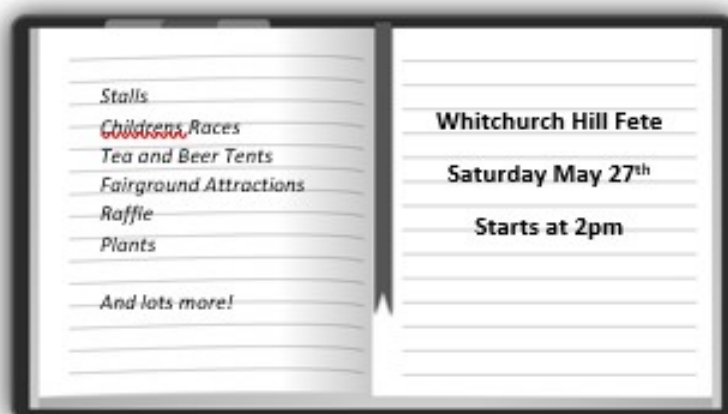 Stalls
Childrens Races
Tea and Beer Tents
Fairground Attractions
Raffle
Plants
And lots more!
Whitchurch Hill Fete
Saturday May 27th
Starts at 2pm